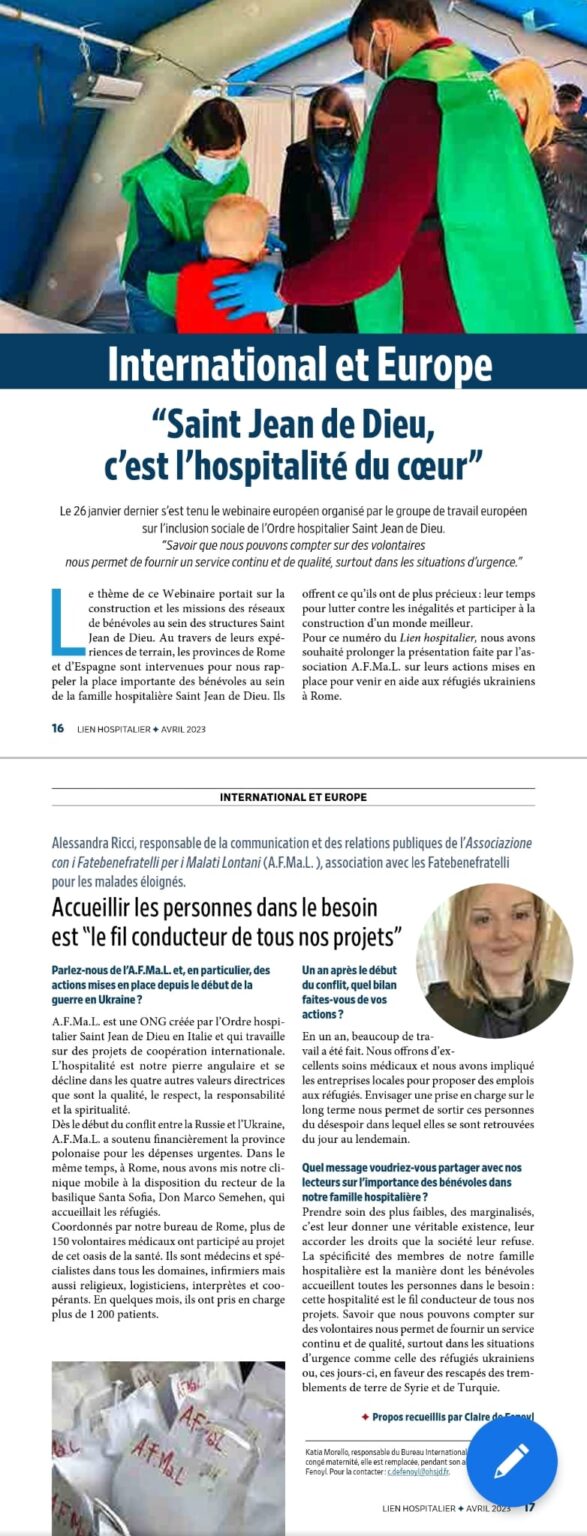 International et Europe
“Saint Jean de Dieu,
c’est l’hospitalité du cœur”
Le 26 janvier dernier s’est tenu le webinaire européen organisé par le groupe de travail européen
sur l’inclusion sociale de l’Ordre hospitalier Saint Jean de Dieu.
“Savoir que nous pouvons compter sur des volontaires
nous permet de fournir un service continu et de qualité, surtout dans les situations d’urgence.”
Le thème de ce Webinaire portait sur la
construction et les missions des réseaux
de bénévoles au sein des structures Saint
Jean de Dieu. Au travers de leurs expé-
riences de terrain, les provinces de Rome
et d’Espagne sont intervenues pour nous rap-
peler la place importante des bénévoles au sein
de la famille hospitalière Saint Jean de Dieu. Ils
offrent ce qu’ils ont de plus précieux : leur temps
pour lutter contre les inégalités et participer à la
construction d’un monde meilleur.
Pour ce numéro du Lien hospitalier, nous avons
souhaité prolonger la présentation faite par l’as-
sociation A.F.Ma.L. sur leurs actions mises en
place pour venir en aide aux réfugiés ukrainiens
à Rome.
16 LIEN HOSPITALIER ✦ AVRIL 2023
INTERNATIONAL ET EUROPE
Alessandra Ricci, responsable de la communication et des relations publiques de l’Associazione
con i Fatebenefratelli per i Malati Lontani (A.F.Ma.L. ), association avec les Fatebenefratelli
pour les malades éloignés.
Accueillir les personnes dans le besoin
est “le fil conducteur de tous nos projets”
Parlez-nous de l’A.F.Ma.L. et, en particulier, des
actions mises en place depuis le début de la
guerre en Ukraine ?
A.F.Ma.L. est une ONG créée par l’Ordre hospi-
talier Saint Jean de Dieu en Italie et qui travaille
sur des projets de coopération internationale.
L’hospitalité est notre pierre angulaire et se
décline dans les quatre autres valeurs directrices
que sont la qualité, le respect, la responsabilité
et la spiritualité.
Dès le début du conflit entre la Russie et l’Ukraine,
A.F.Ma.L. a soutenu financièrement la province
polonaise pour les dépenses urgentes. Dans le
même temps, à Rome, nous avons mis notre cli-
nique mobile à la disposition du recteur de la
basilique Santa Sofia, Don Marco Semehen, qui
accueillait les réfugiés.
Coordonnés par notre bureau de Rome, plus de
150 volontaires médicaux ont participé au projet
de cet oasis de la santé. Ils sont médecins et spé-
cialistes dans tous les domaines, infirmiers mais
aussi religieux, logisticiens, interprètes et coo-
pérants. En quelques mois, ils ont pris en charge
plus de 1 200 patients.
A.F.Ma.L
Un an après le début
du conflit, quel bilan
faites-vous de vos
actions ?
En un an, beaucoup de tra-
vail a été fait. Nous offrons d’ex-
cellents soins médicaux et nous avons impliqué
les entreprises locales pour proposer des emplois
aux réfugiés. Envisager une prise en charge sur le
long terme nous permet de sortir ces personnes
du désespoir dans lequel elles se sont retrouvées
du jour au lendemain.
Quel message voudriez-vous partager avec nos
lecteurs sur l’importance des bénévoles dans
notre famille hospitalière ?
Prendre soin des plus faibles, des marginalisés,
c’est leur donner une véritable existence, leur
accorder les droits que la société leur refuse.
La spécificité des membres de notre famille
hospitalière est la manière dont les bénévoles
accueillent toutes les personnes dans le besoin :
cette hospitalité est le fil conducteur de tous nos
projets. Savoir que nous pouvons compter sur
des volontaires nous permet de fournir un service
continu et de qualité, surtout dans les situations
d’urgence comme celle des réfugiés ukrainiens
ou, ces jours-ci, en faveur des rescapés des trem-
blements de terre de Syrie et de Turquie.
✦ Propos recueillis par Claire de Fenoyl
Katia Morello, responsable du Bureau International
congé maternité, elle est remplacée, pendant son
Fenoyl. Pour la contacter : c.defenoyl@ohsjd.fr.
LIEN HOSPITALIER ✦ AVRIL 2023 17